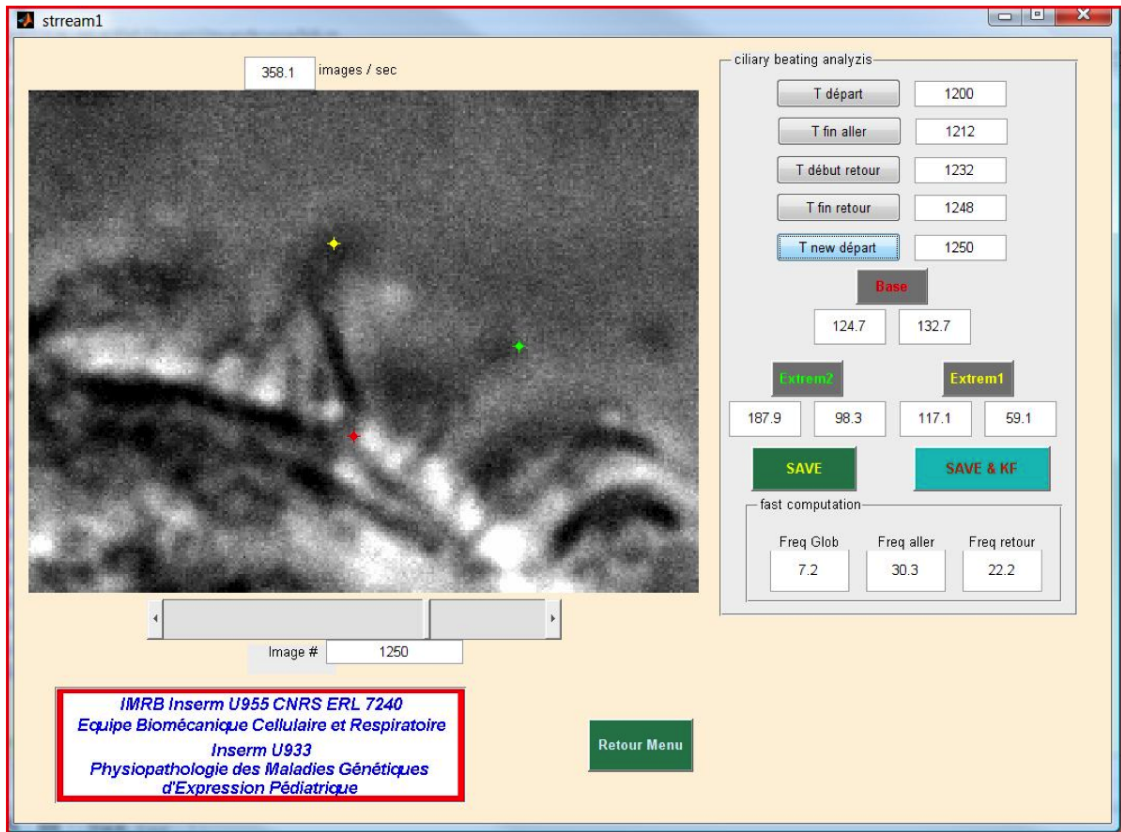 strream1
358.1 images / sec
ciliary beating analyzis
T départ 1200
T fin aller 1212
T début retour 1232
T fin retour 1248
T new départ 1250
Base
124.7 132.7
Extrem2 Extrem1
187.9 98.3 117.1 59.1
SAVE SAVE & KF
fast computation
Freq Glob Freq aller Freq retour
7.2 30.3 22.2
Image # 1250
IMRB Inserm U955 CNRS ERL 7240
Equipe Biomécanique Cellulaire et Respiratoire
Inserm U933
Physiopathologie des Maladies Génétiques
d'Expression Pédiatrique
Retour Menu